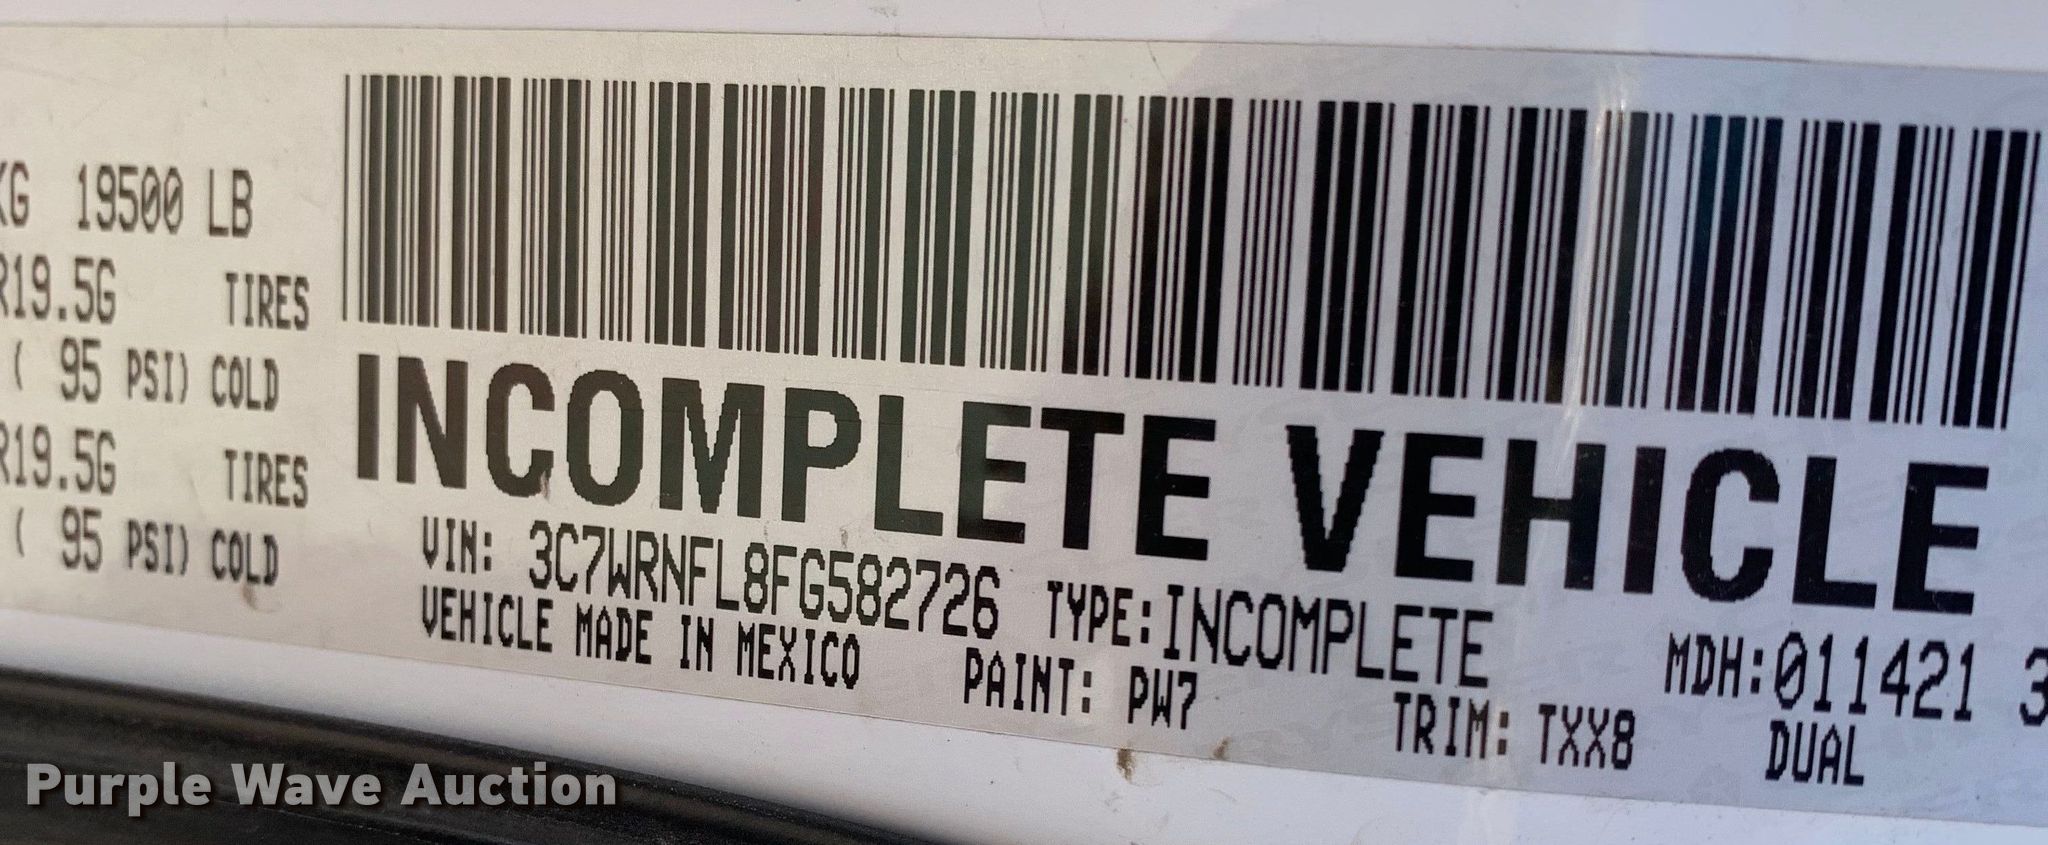 KG 19500 LB
R19.5G TIRES
( 95 PSI) COLD
R19.5G TIRES
( 95 PSI) COLD
INCOMPLETE VEHICLE
VIN: 3C7WRNFL8FG582726 TYPE: INCOMPLETE MDH: 011421 3
VEHICLE MADE IN MEXICO PAINT: PW7 TRIM: TXX8 DUAL
Purple Wave Auction